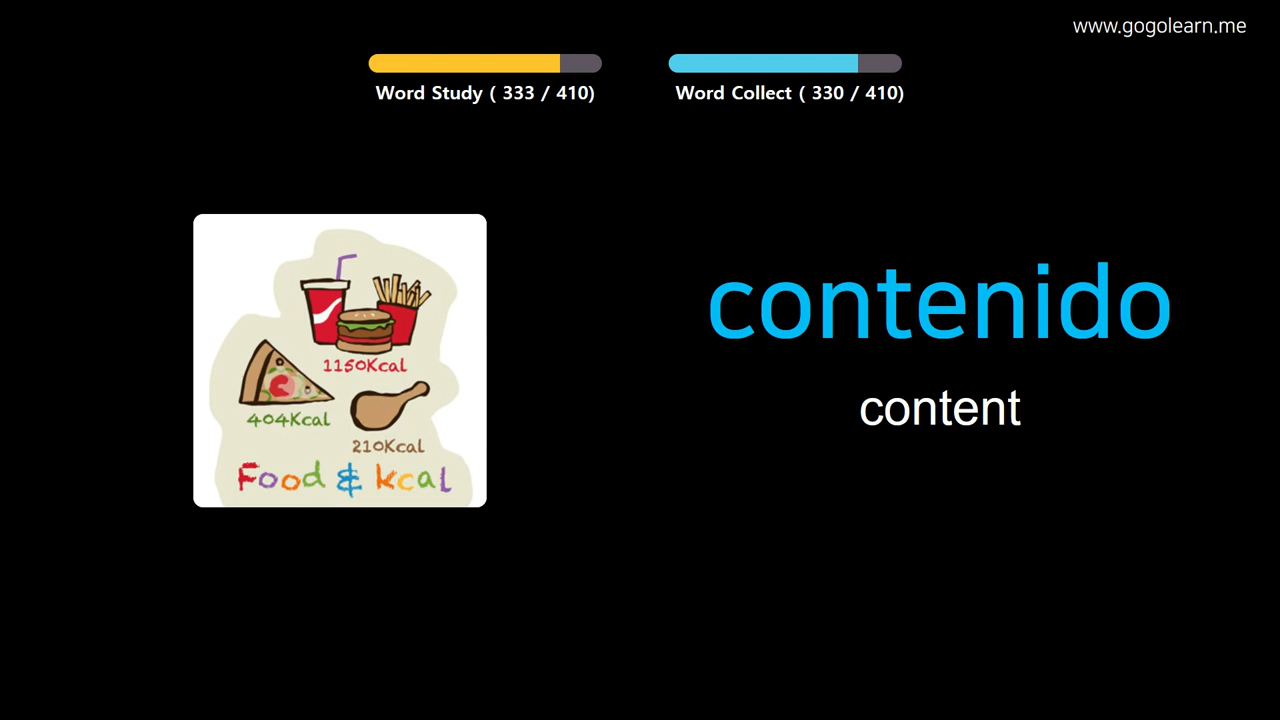 www.gogolearn.me
Word Study ( 333 / 410)
Word Collect ( 330 / 410)
1150Kcal
404Kcal
210Kcal
Food & kcal
contenido
content